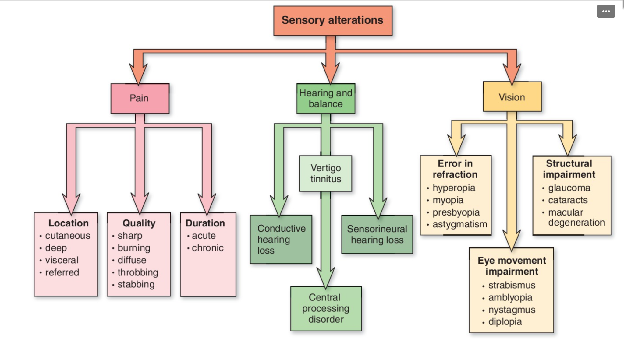 Sensory alterations
Pain
Hearing and
balance
Vision
Location
• cutaneous
• deep
• visceral
• referred
Quality
• sharp
• burning
• diffuse
• throbbing
• stabbing
Duration
• acute
• chronic
Vertigo
tinnitus
Conductive
hearing
loss
Sensorineural
hearing loss
Central
processing
disorder
Error in
refraction
• hyperopia
• myopia
• presbyopia
• astygmatism
Structural
impairment
• glaucoma
• cataracts
• macular
dogeneration
Eye movement
impairment
• strabismus
• amblyopia
• nystagmus
• diplopia